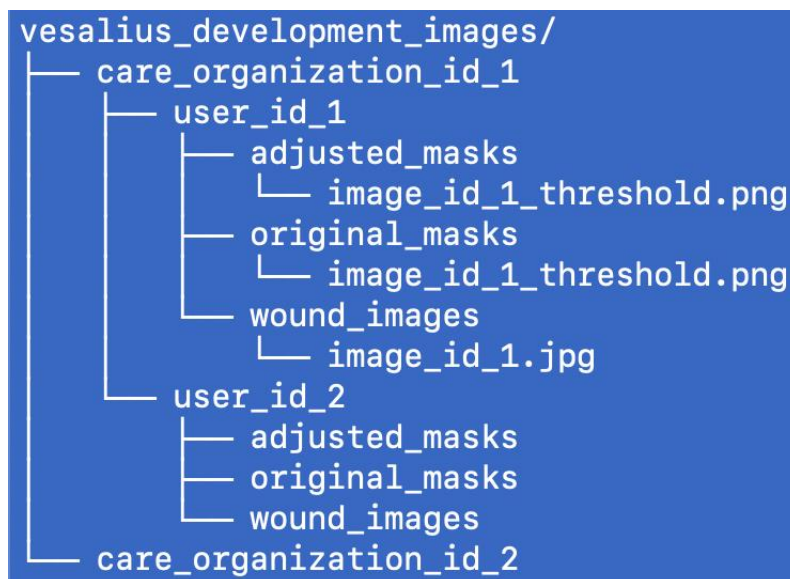 vesalius_development_images/
├── care_organization_id_1
│   ├── user_id_1
│   │   ├── adjusted_masks
│   │   │   └── image_id_1_threshold.png
│   │   ├── original_masks
│   │   │   └── image_id_1_threshold.png
│   │   └── wound_images
│   │       └── image_id_1.jpg
│   └── user_id_2
│       ├── adjusted_masks
│       ├── original_masks
│       └── wound_images
└── care_organization_id_2